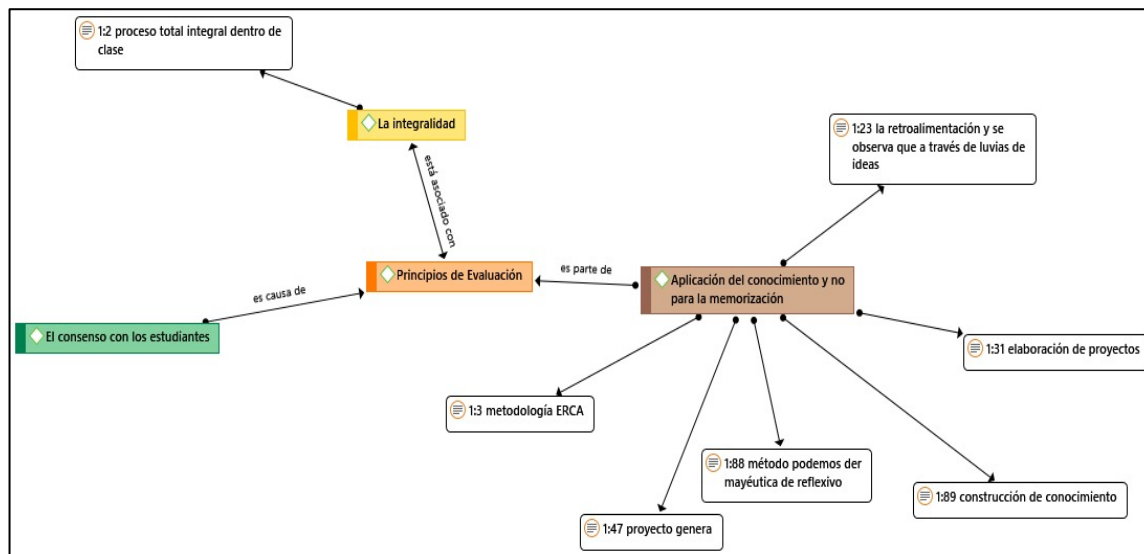 1:2 proceso total integral dentro de
clase
La integralidad
1:23 la retroalimentación y se
observa que a través de luvias de
ideas
está asociado con
Principios de Evaluación
es parte de
Aplicación del conocimiento y no
para la memorización
es causa de
El consenso con los estudiantes
1:31 elaboración de proyectos
1:3 metodología ERCA
1:88 método podemos der
mayéutica de reflexivo
1:89 construcción de conocimiento
1:47 proyecto genera